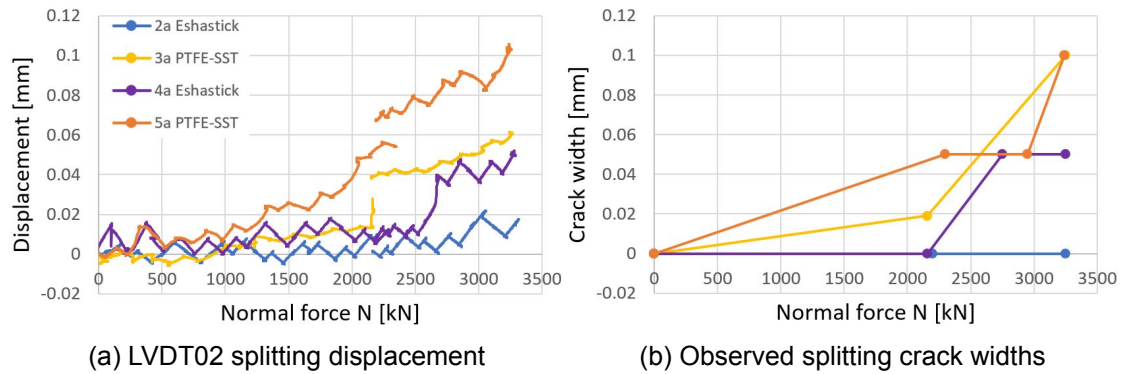 0.12
0.1
0.08
0.06
0.04
0.02
0
-0.02
Displacement [mm]
2a Eshastick
3a PTFE-SST
4a Eshastick
5a PTFE-SST
0 500 1000 1500 2000 2500 3000 3500
Normal force N [kN]
(a) LVDT02 splitting displacement
0.12
0.1
0.08
0.06
0.04
0.02
0
-0.02
Crack width [mm]
0 500 1000 1500 2000 2500 3000 3500
Normal force N [kN]
(b) Observed splitting crack widths